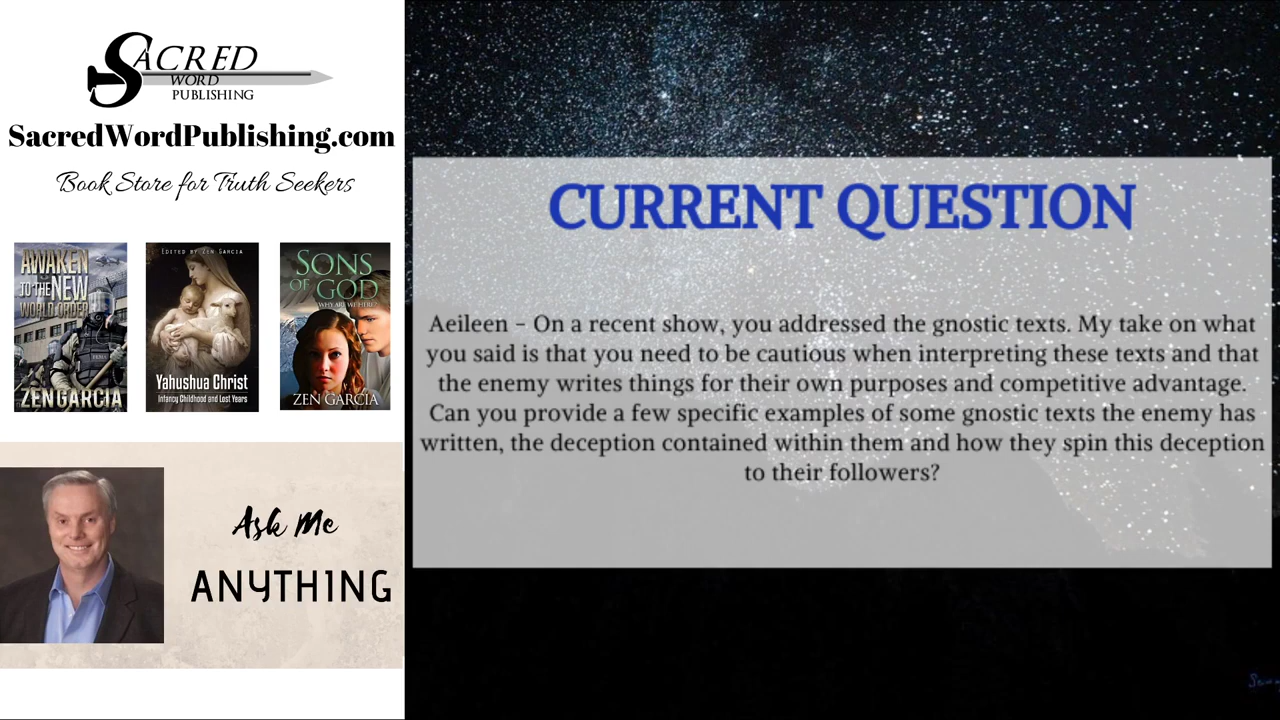 SACRED
WORD
PUBLISHING
SacredWordPublishing.com
Book Store for Truth Seekers
AWAKEN
TO THE NEW
WORLD ORDER
ZEN GARCIA
EDITED BY ZEN GARCIA
Yahushua Christ
Infancy Childhood and Lost Years
SONS
OF GOD
WHY ARE WE HERE?
ZEN GARCIA
Ask Me
ANYTHING
CURRENT QUESTION
Aeileen – On a recent show, you addressed the gnostic texts. My take on what
you said is that you need to be cautious when interpreting these texts and that
the enemy writes things for their own purposes and competitive advantage.
Can you provide a few specific examples of some gnostic texts the enemy has
written, the deception contained within them and how they spin this deception
to their followers?